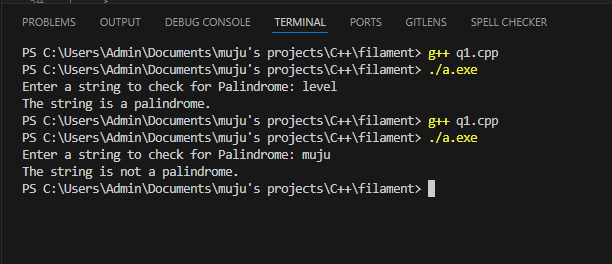 PROBLEMS OUTPUT DEBUG CONSOLE TERMINAL PORTS GITLENS SPELL CHECKER
PS C:\Users\Admin\Documents\muju's projects\C++\filament> g++ q1.cpp
PS C:\Users\Admin\Documents\muju's projects\C++\filament> ./a.exe
Enter a string to check for Palindrome: level
The string is a palindrome.
PS C:\Users\Admin\Documents\muju's projects\C++\filament> g++ q1.cpp
PS C:\Users\Admin\Documents\muju's projects\C++\filament> ./a.exe
Enter a string to check for Palindrome: muju
The string is not a palindrome.
PS C:\Users\Admin\Documents\muju's projects\C++\filament>